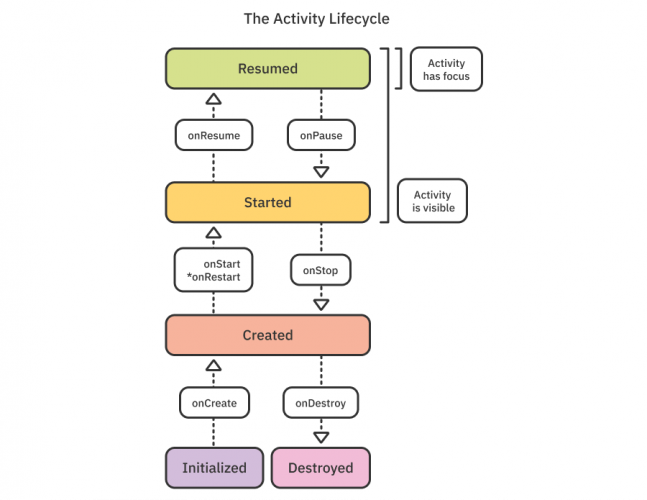 The Activity Lifecycle
Resumed
Activity
has focus
onResume
onPause
Started
Activity
is visible
onStart
*onRestart
onStop
Created
onCreate
onDestroy
Initialized
Destroyed